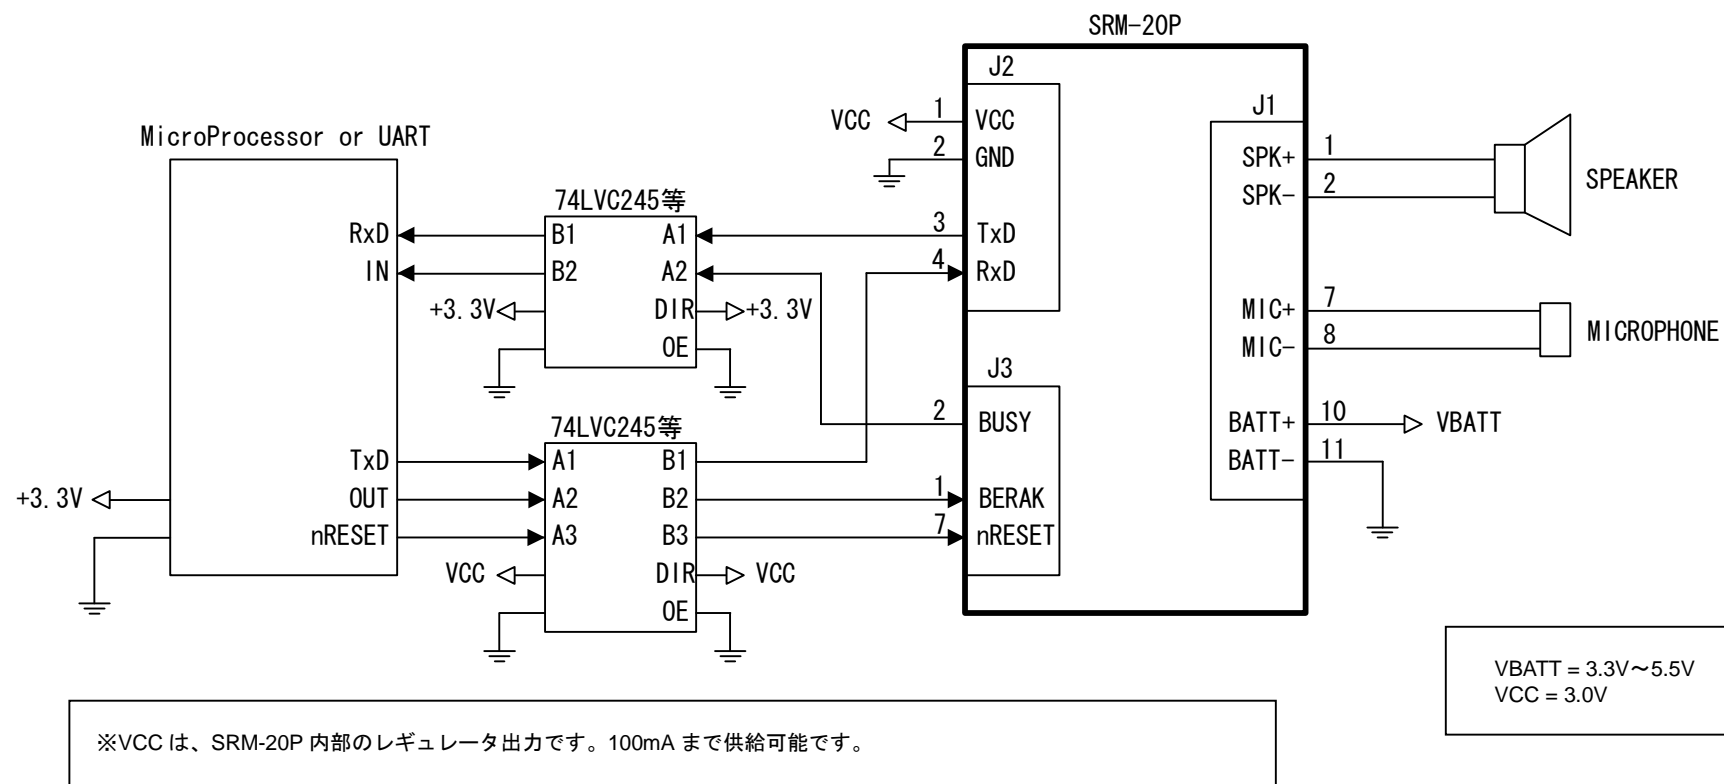 SRM-20P
J2
J1
MicroProcessor or UART
VCC
1
VCC
2
GND
SPK+
1
SPK-
2
SPEAKER
74LVC245等
RxD
B1
A1
3
TxD
IN
B2
A2
4
RxD
+3.3V
DIR
+3.3V
OE
MIC+
7
MIC-
8
MICROPHONE
J3
2
BUSY
BATT+
10
VBATT
BATT-
11
74LVC245等
TxD
A1
B1
+3.3V
OUT
A2
B2
1
BERAK
nRESET
A3
B3
7
nRESET
VCC
DIR
VCC
OE
VBATT = 3.3V～5.5V
VCC = 3.0V
※VCC は、SRM-20P 内部のレギュレータ出力です。100mA まで供給可能です。